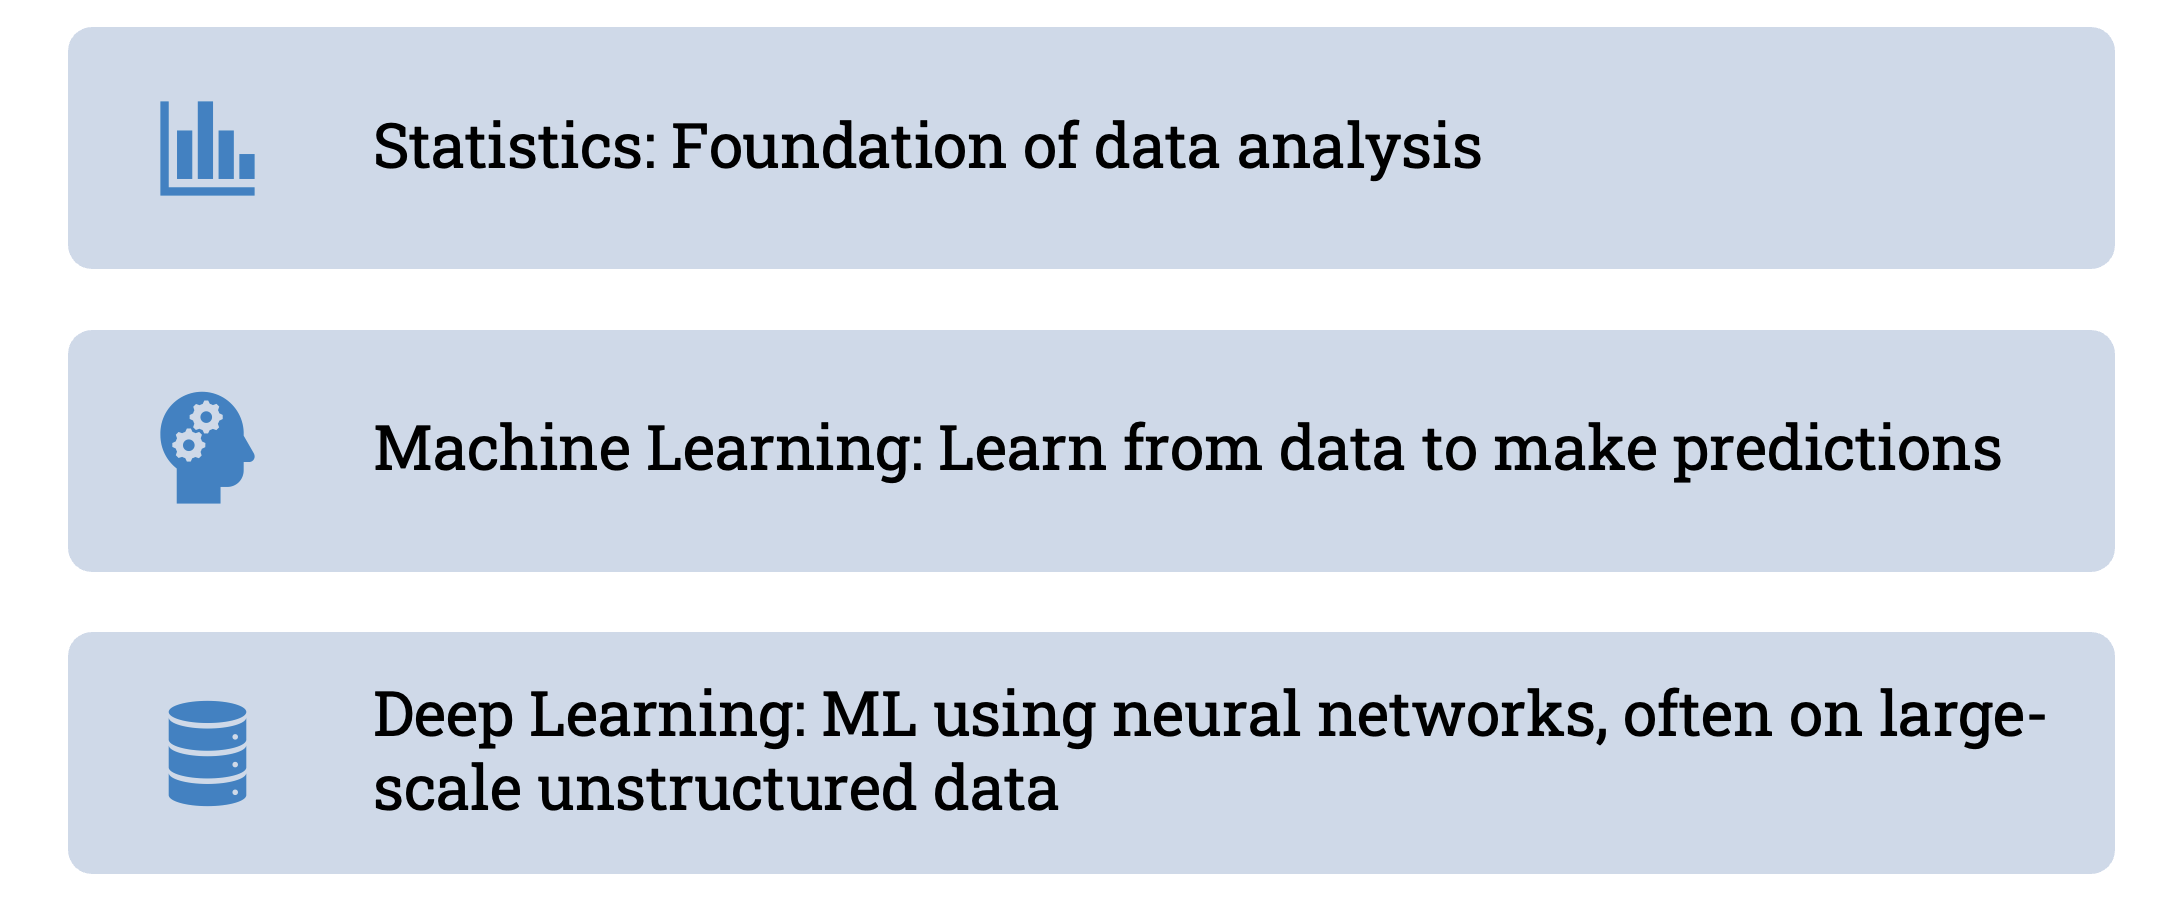 Statistics: Foundation of data analysis
Machine Learning: Learn from data to make predictions
Deep Learning: ML using neural networks, often on large-
scale unstructured data